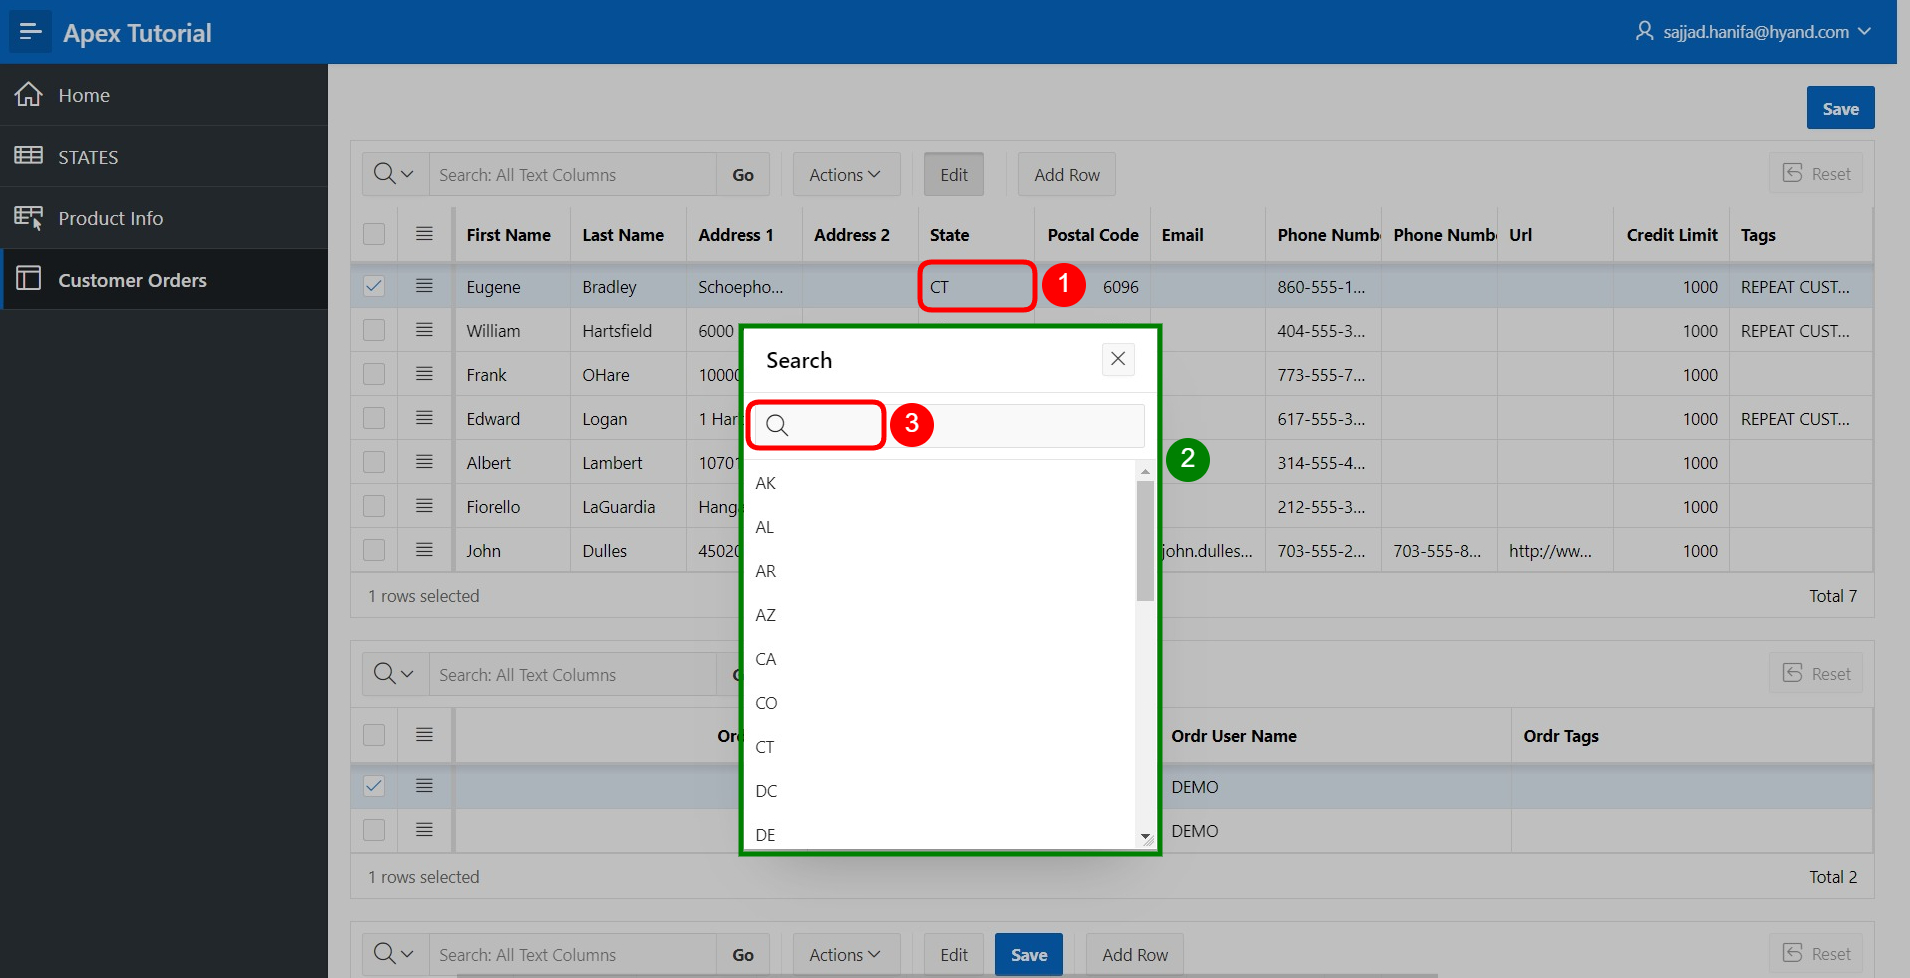 Apex Tutorial
sajjad.hanifa@hyand.com
Home
STATES
Product Info
Customer Orders
Save
Search: All Text Columns Go Actions Edit Add Row Reset
First Name Last Name Address 1 Address 2 State Postal Code Email Phone Numb Phone Numb Url Credit Limit Tags
Eugene Bradley Schoepho... CT 1 6096 860-555-1... 1000 REPEAT CUST...
William Hartsfield 6000 404-555-3... 1000 REPEAT CUST...
Frank OHare 10000 773-555-7... 1000
Edward Logan 1 Har 617-555-3... 1000 REPEAT CUST...
Albert Lambert 10701 314-555-4... 1000
Fiorello LaGuardia Hanga 212-555-3... 1000
John Dulles 45020 john.dulles... 703-555-2... 703-555-8... http://ww... 1000
1 rows selected Total 7
Search
3
2
AK
AL
AR
AZ
CA
CO
CT
DC
DE
Search: All Text Columns G Reset
Ord Ordr User Name Ordr Tags
DEMO
DEMO
1 rows selected Total 2
Search: All Text Columns Go Actions Edit Save Add Row Reset